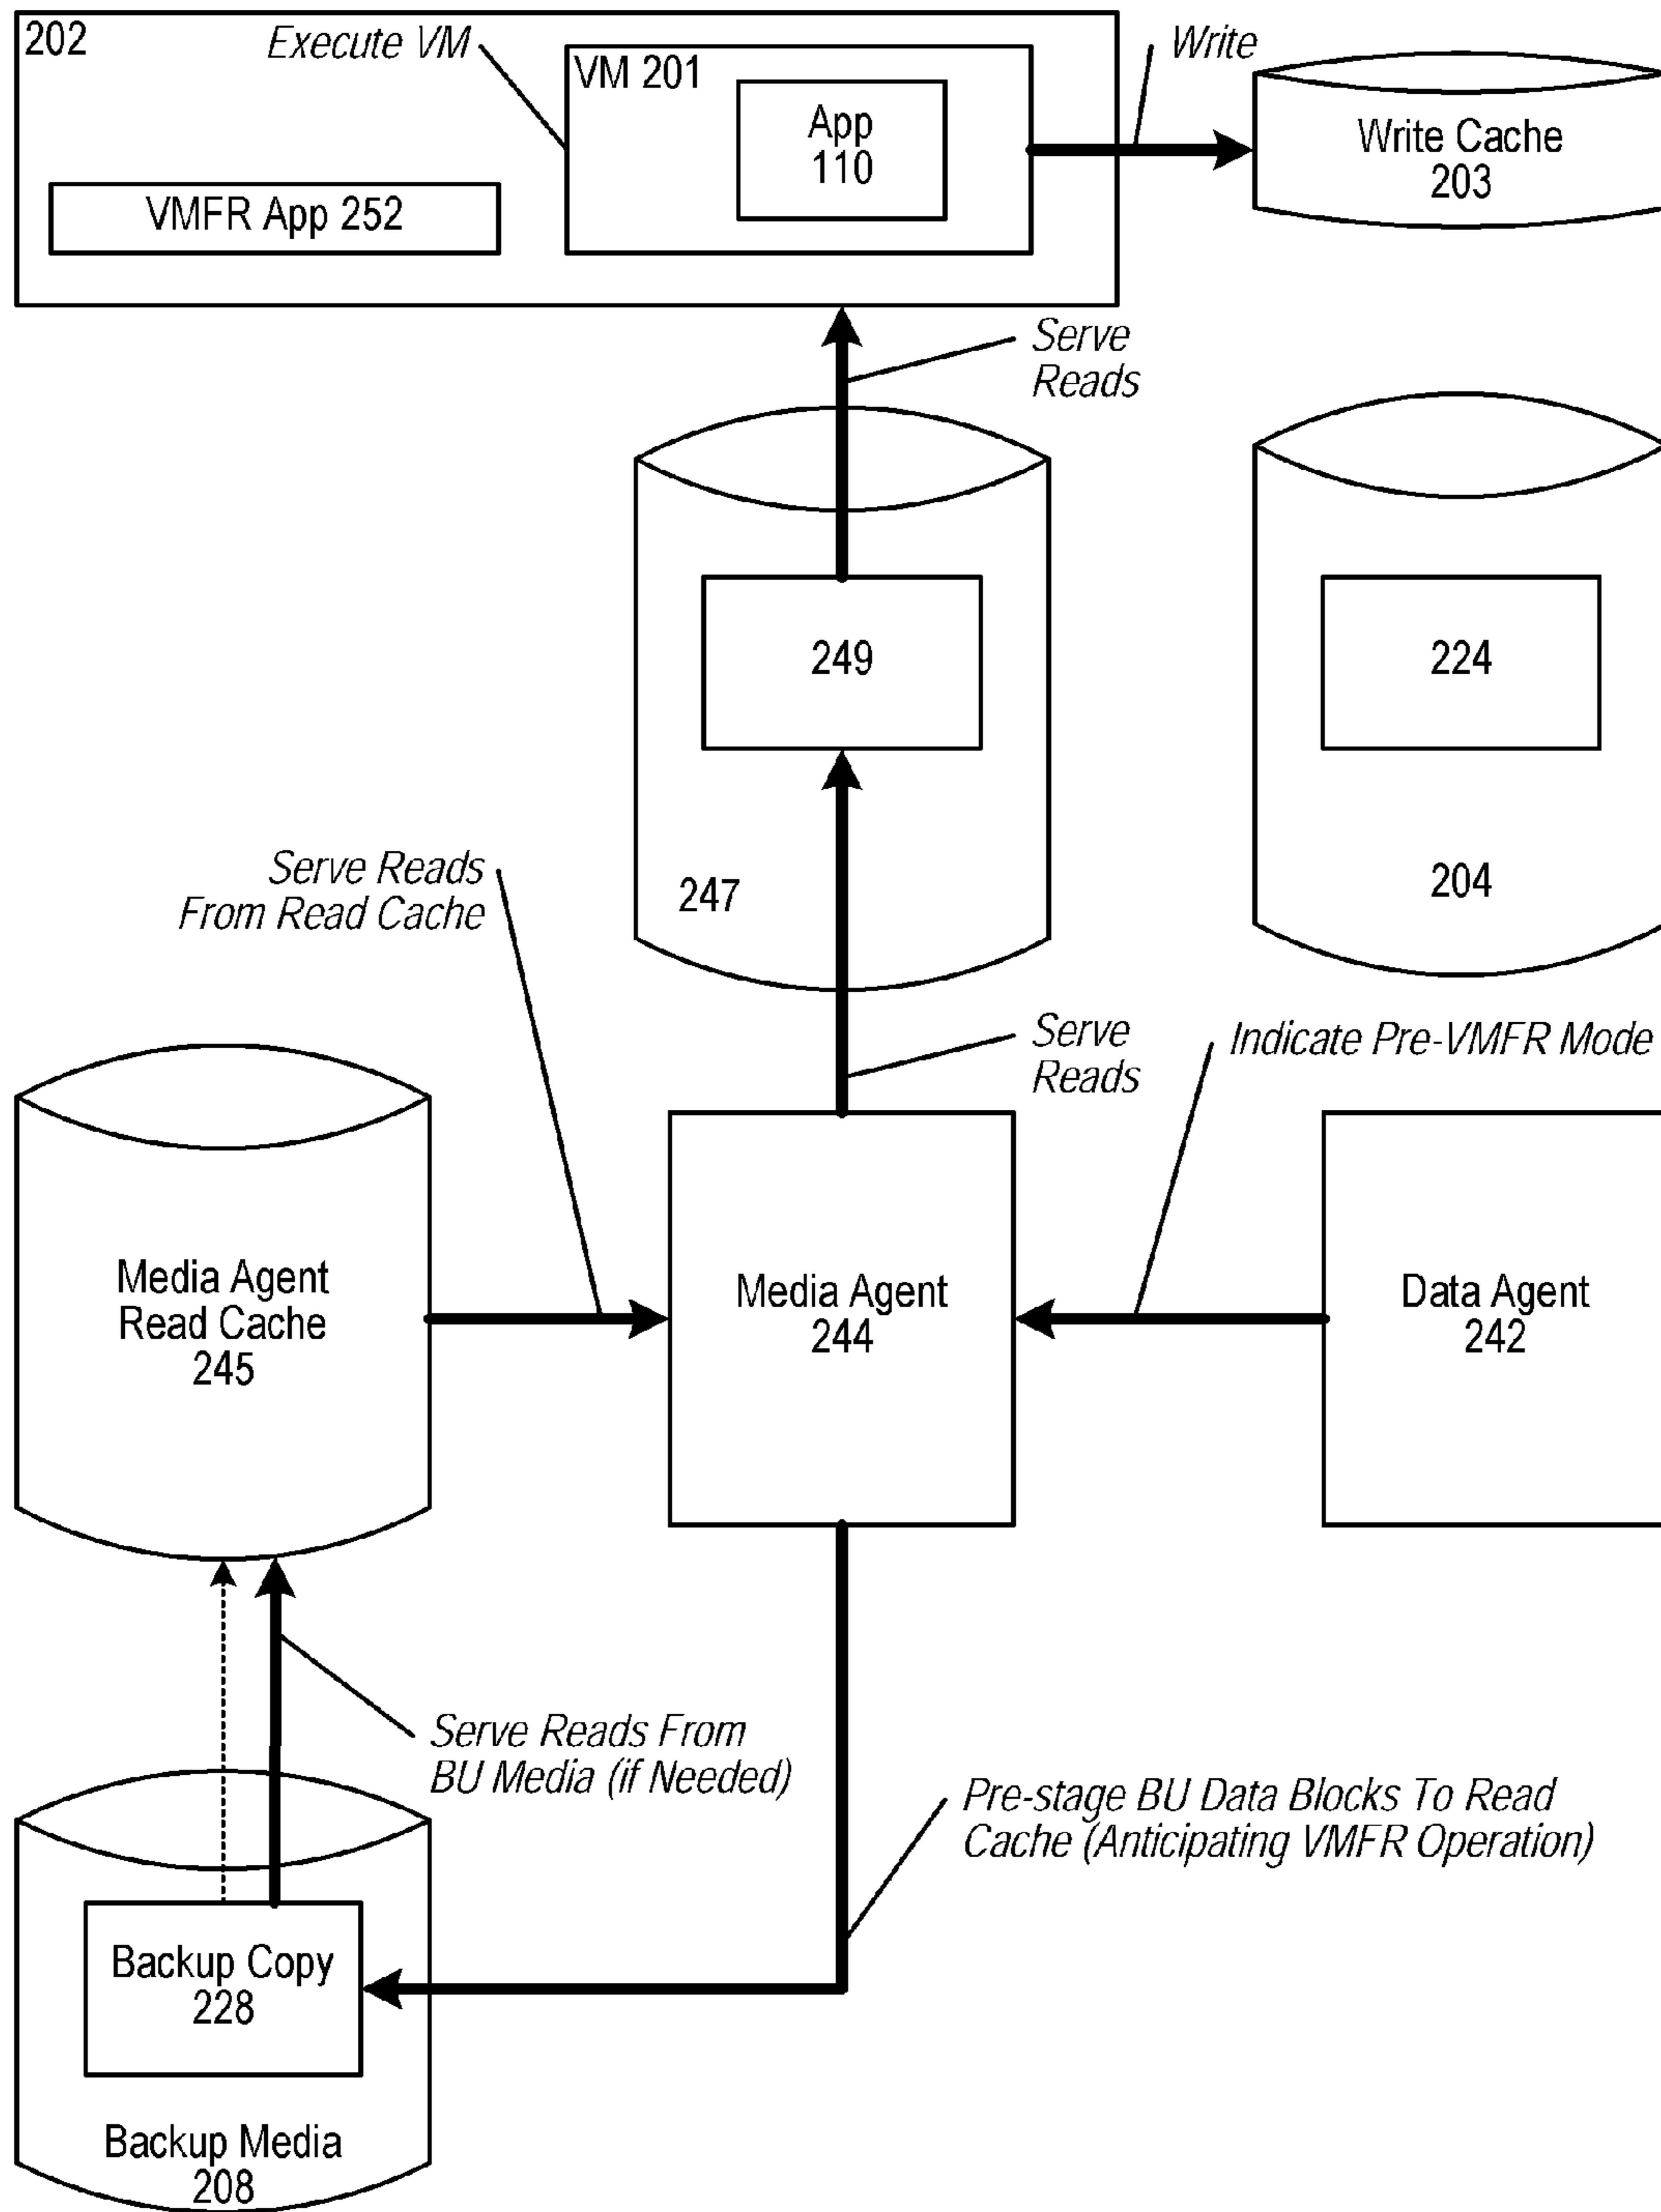 202
Execute VM
VM 201
App
110
VMFR App 252
Write
Write Cache
203
Serve
Reads
249
247
224
204
Serve Reads
From Read Cache
Serve
Reads
Indicate Pre-VMFR Mode
Media Agent
Read Cache
245
Media Agent
244
Data Agent
242
Serve Reads From
BU Media (if Needed)
Pre-stage BU Data Blocks To Read
Cache (Anticipating VMFR Operation)
Backup Copy
228
Backup Media
208